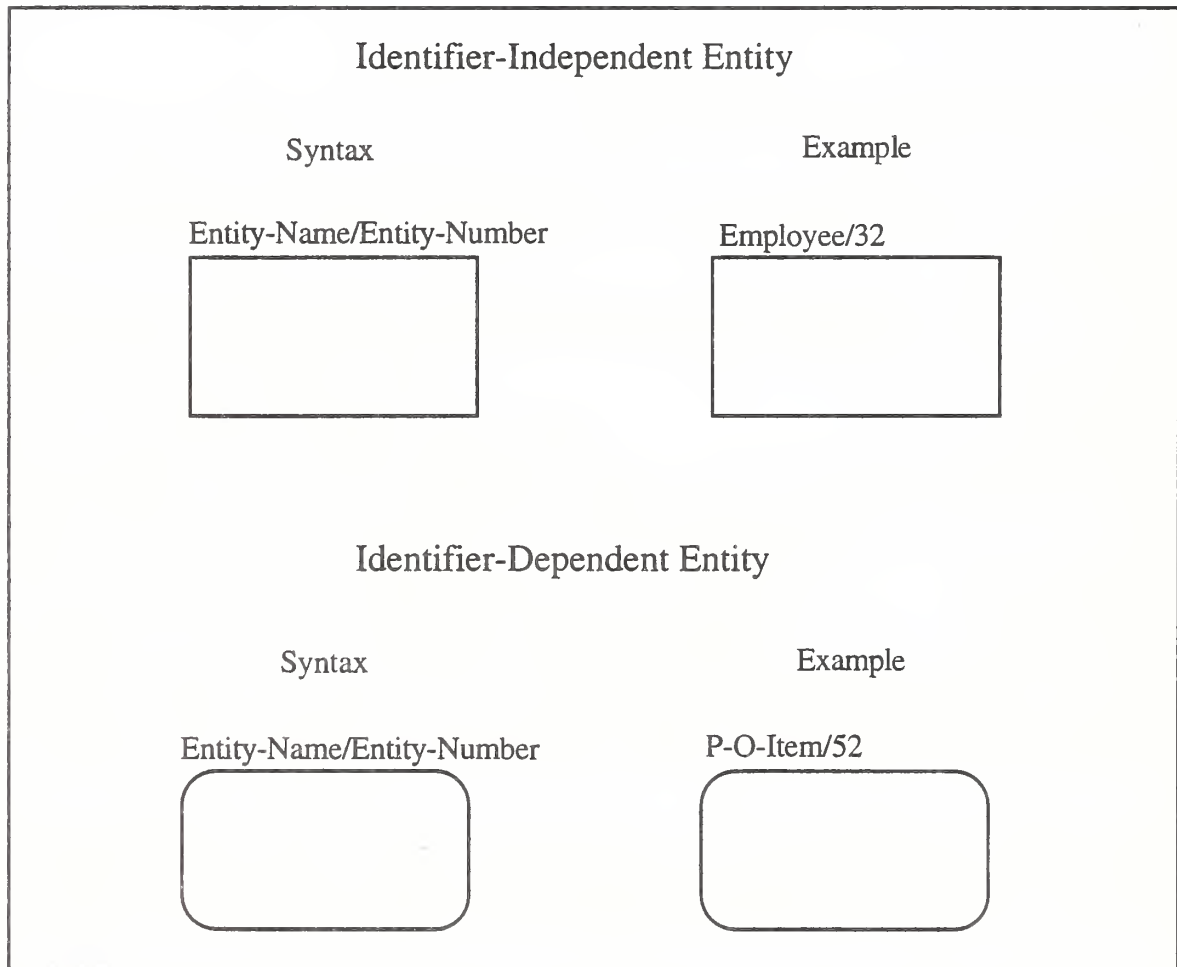 Identifier-Independent Entity
Syntax
Example
Entity-Name/Entity-Number
Employee/32
Identifier-Dependent Entity
Syntax
Example
Entity-Name/Entity-Number
P-O-Item/52